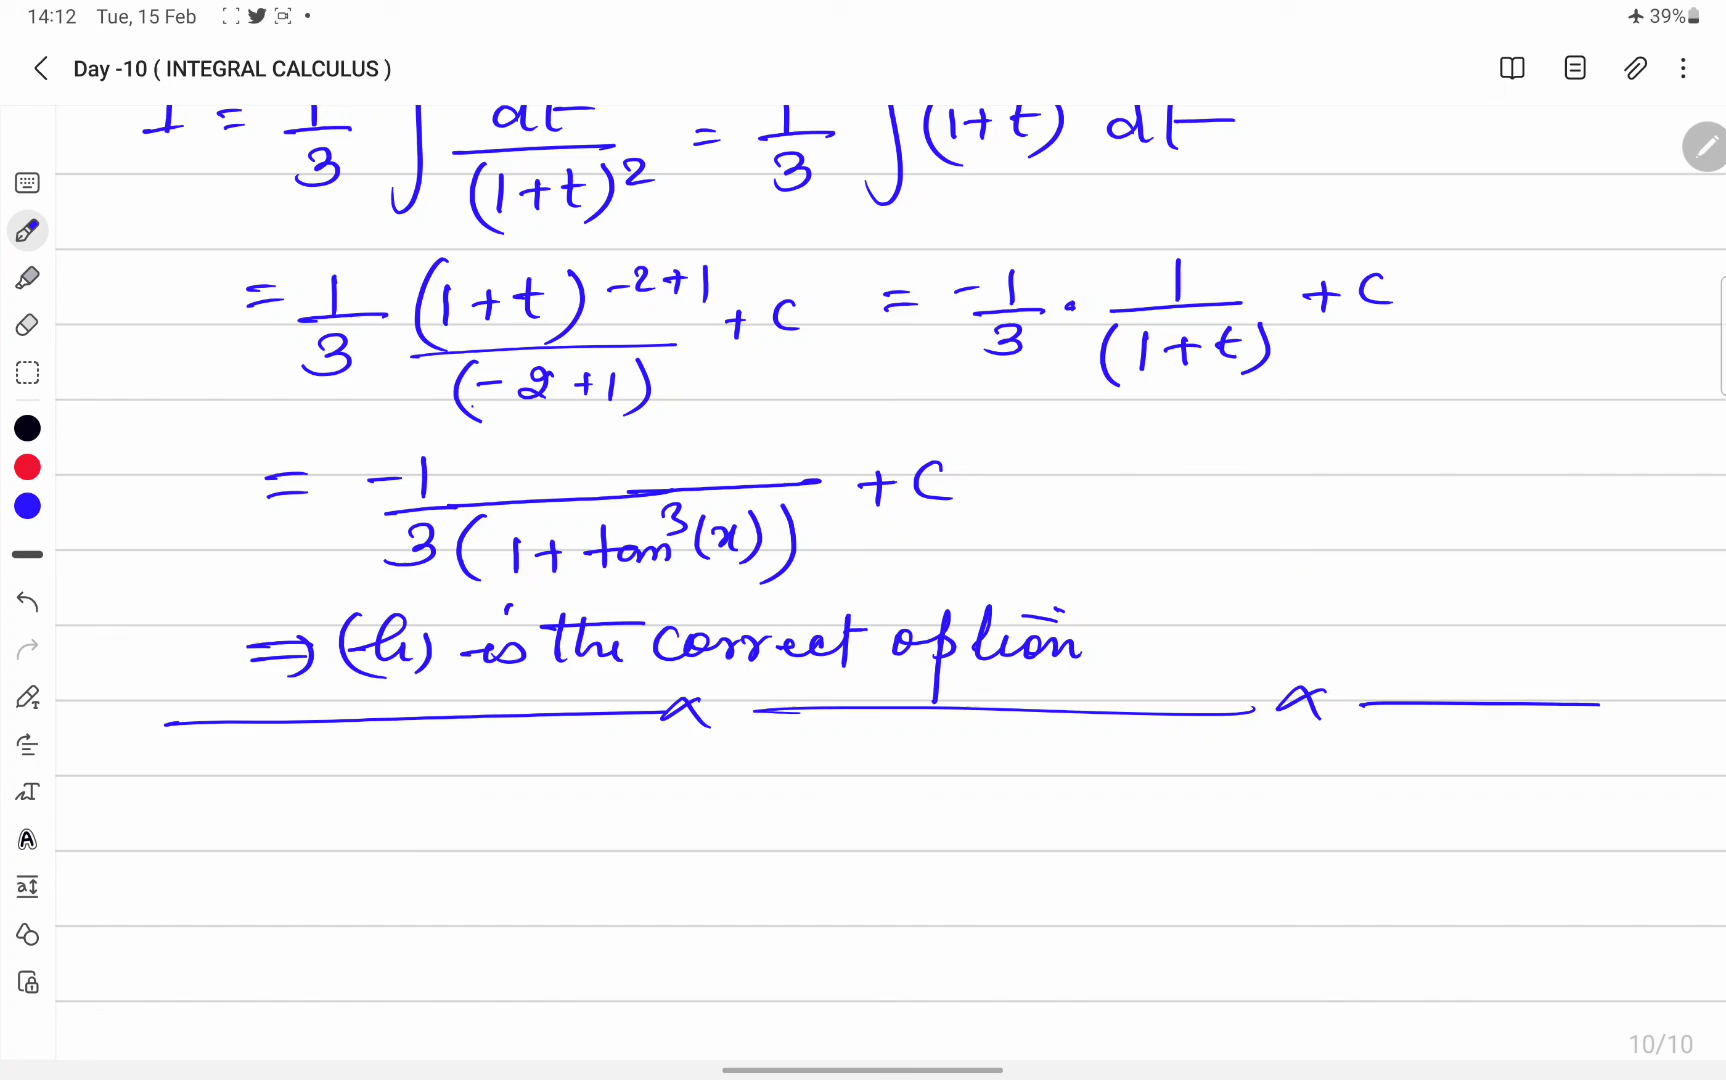 14:12 Tue, 15 Feb 39%
Day -10 ( INTEGRAL CALCULUS )
I = 1/3 ∫ dt/(1+t)² = 1/3 ∫ (1+t) dt
= 1/3 (1+t)^(-2+1)/(-2+1) + C = -1/3 · 1/(1+t) + C
= -1/3(1+tan³(x)) + C
⇒ is the correct option
10/10